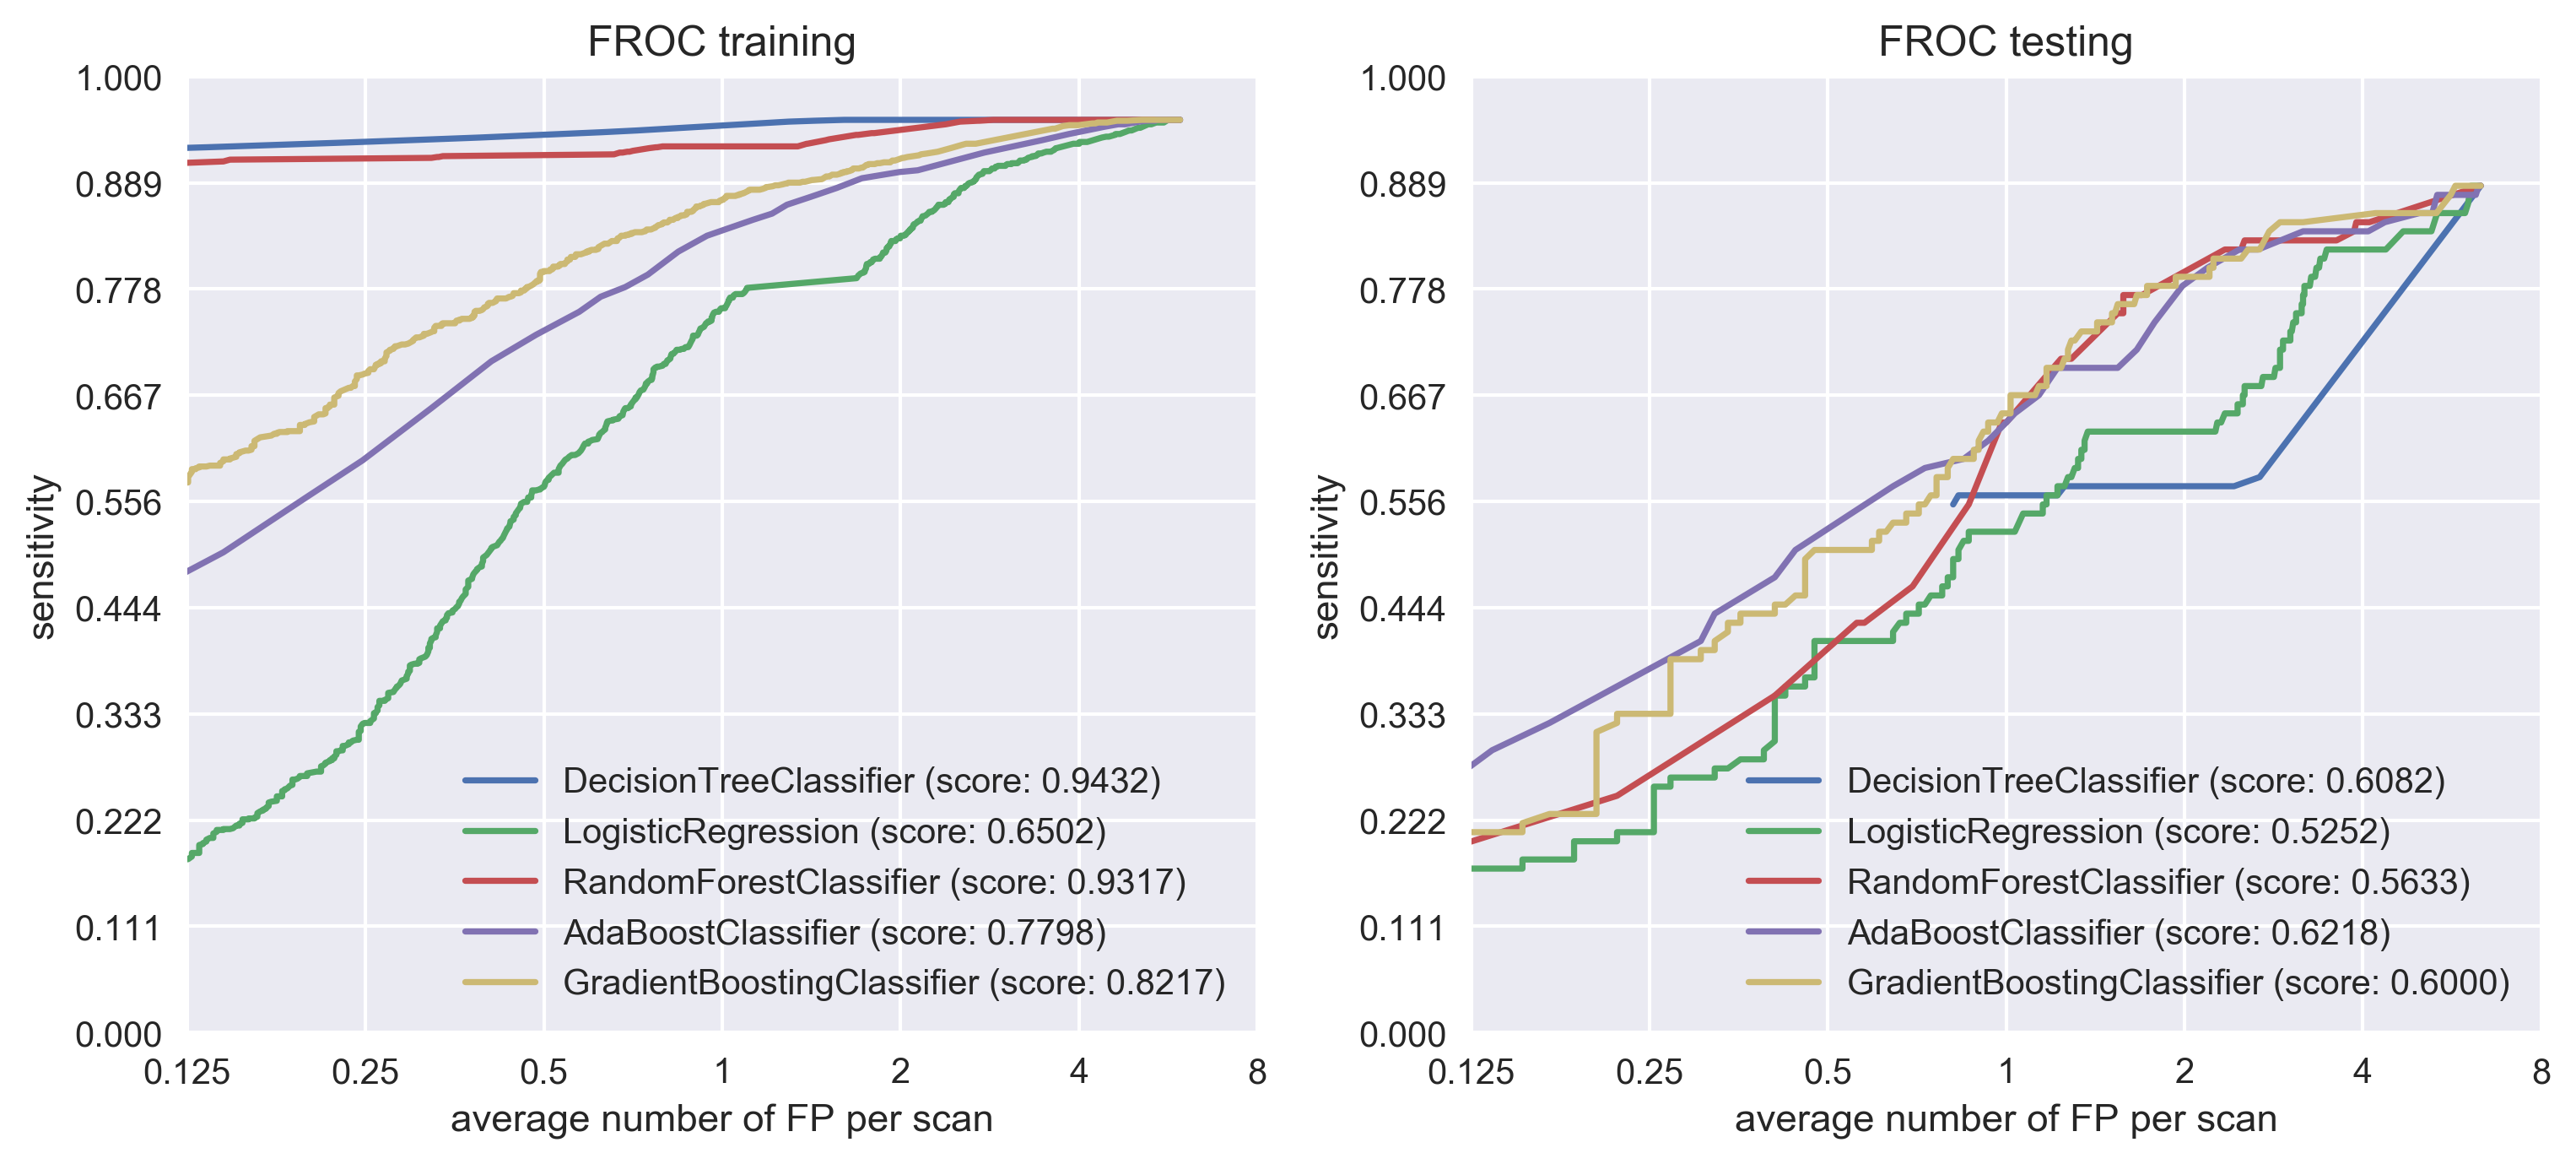 FROC training
1.000
0.889
0.778
0.667
0.556
0.444
0.333
0.222
0.111
0.000
sensitivity
DecisionTreeClassifier (score: 0.9432)
LogisticRegression (score: 0.6502)
RandomForestClassifier (score: 0.9317)
AdaBoostClassifier (score: 0.7798)
GradientBoostingClassifier (score: 0.8217)
0.125 0.25 0.5 1 2 4 8
average number of FP per scan
FROC testing
1.000
0.889
0.778
0.667
0.556
0.444
0.333
0.222
0.111
0.000
sensitivity
DecisionTreeClassifier (score: 0.6082)
LogisticRegression (score: 0.5252)
RandomForestClassifier (score: 0.5633)
AdaBoostClassifier (score: 0.6218)
GradientBoostingClassifier (score: 0.6000)
0.125 0.25 0.5 1 2 4 8
average number of FP per scan